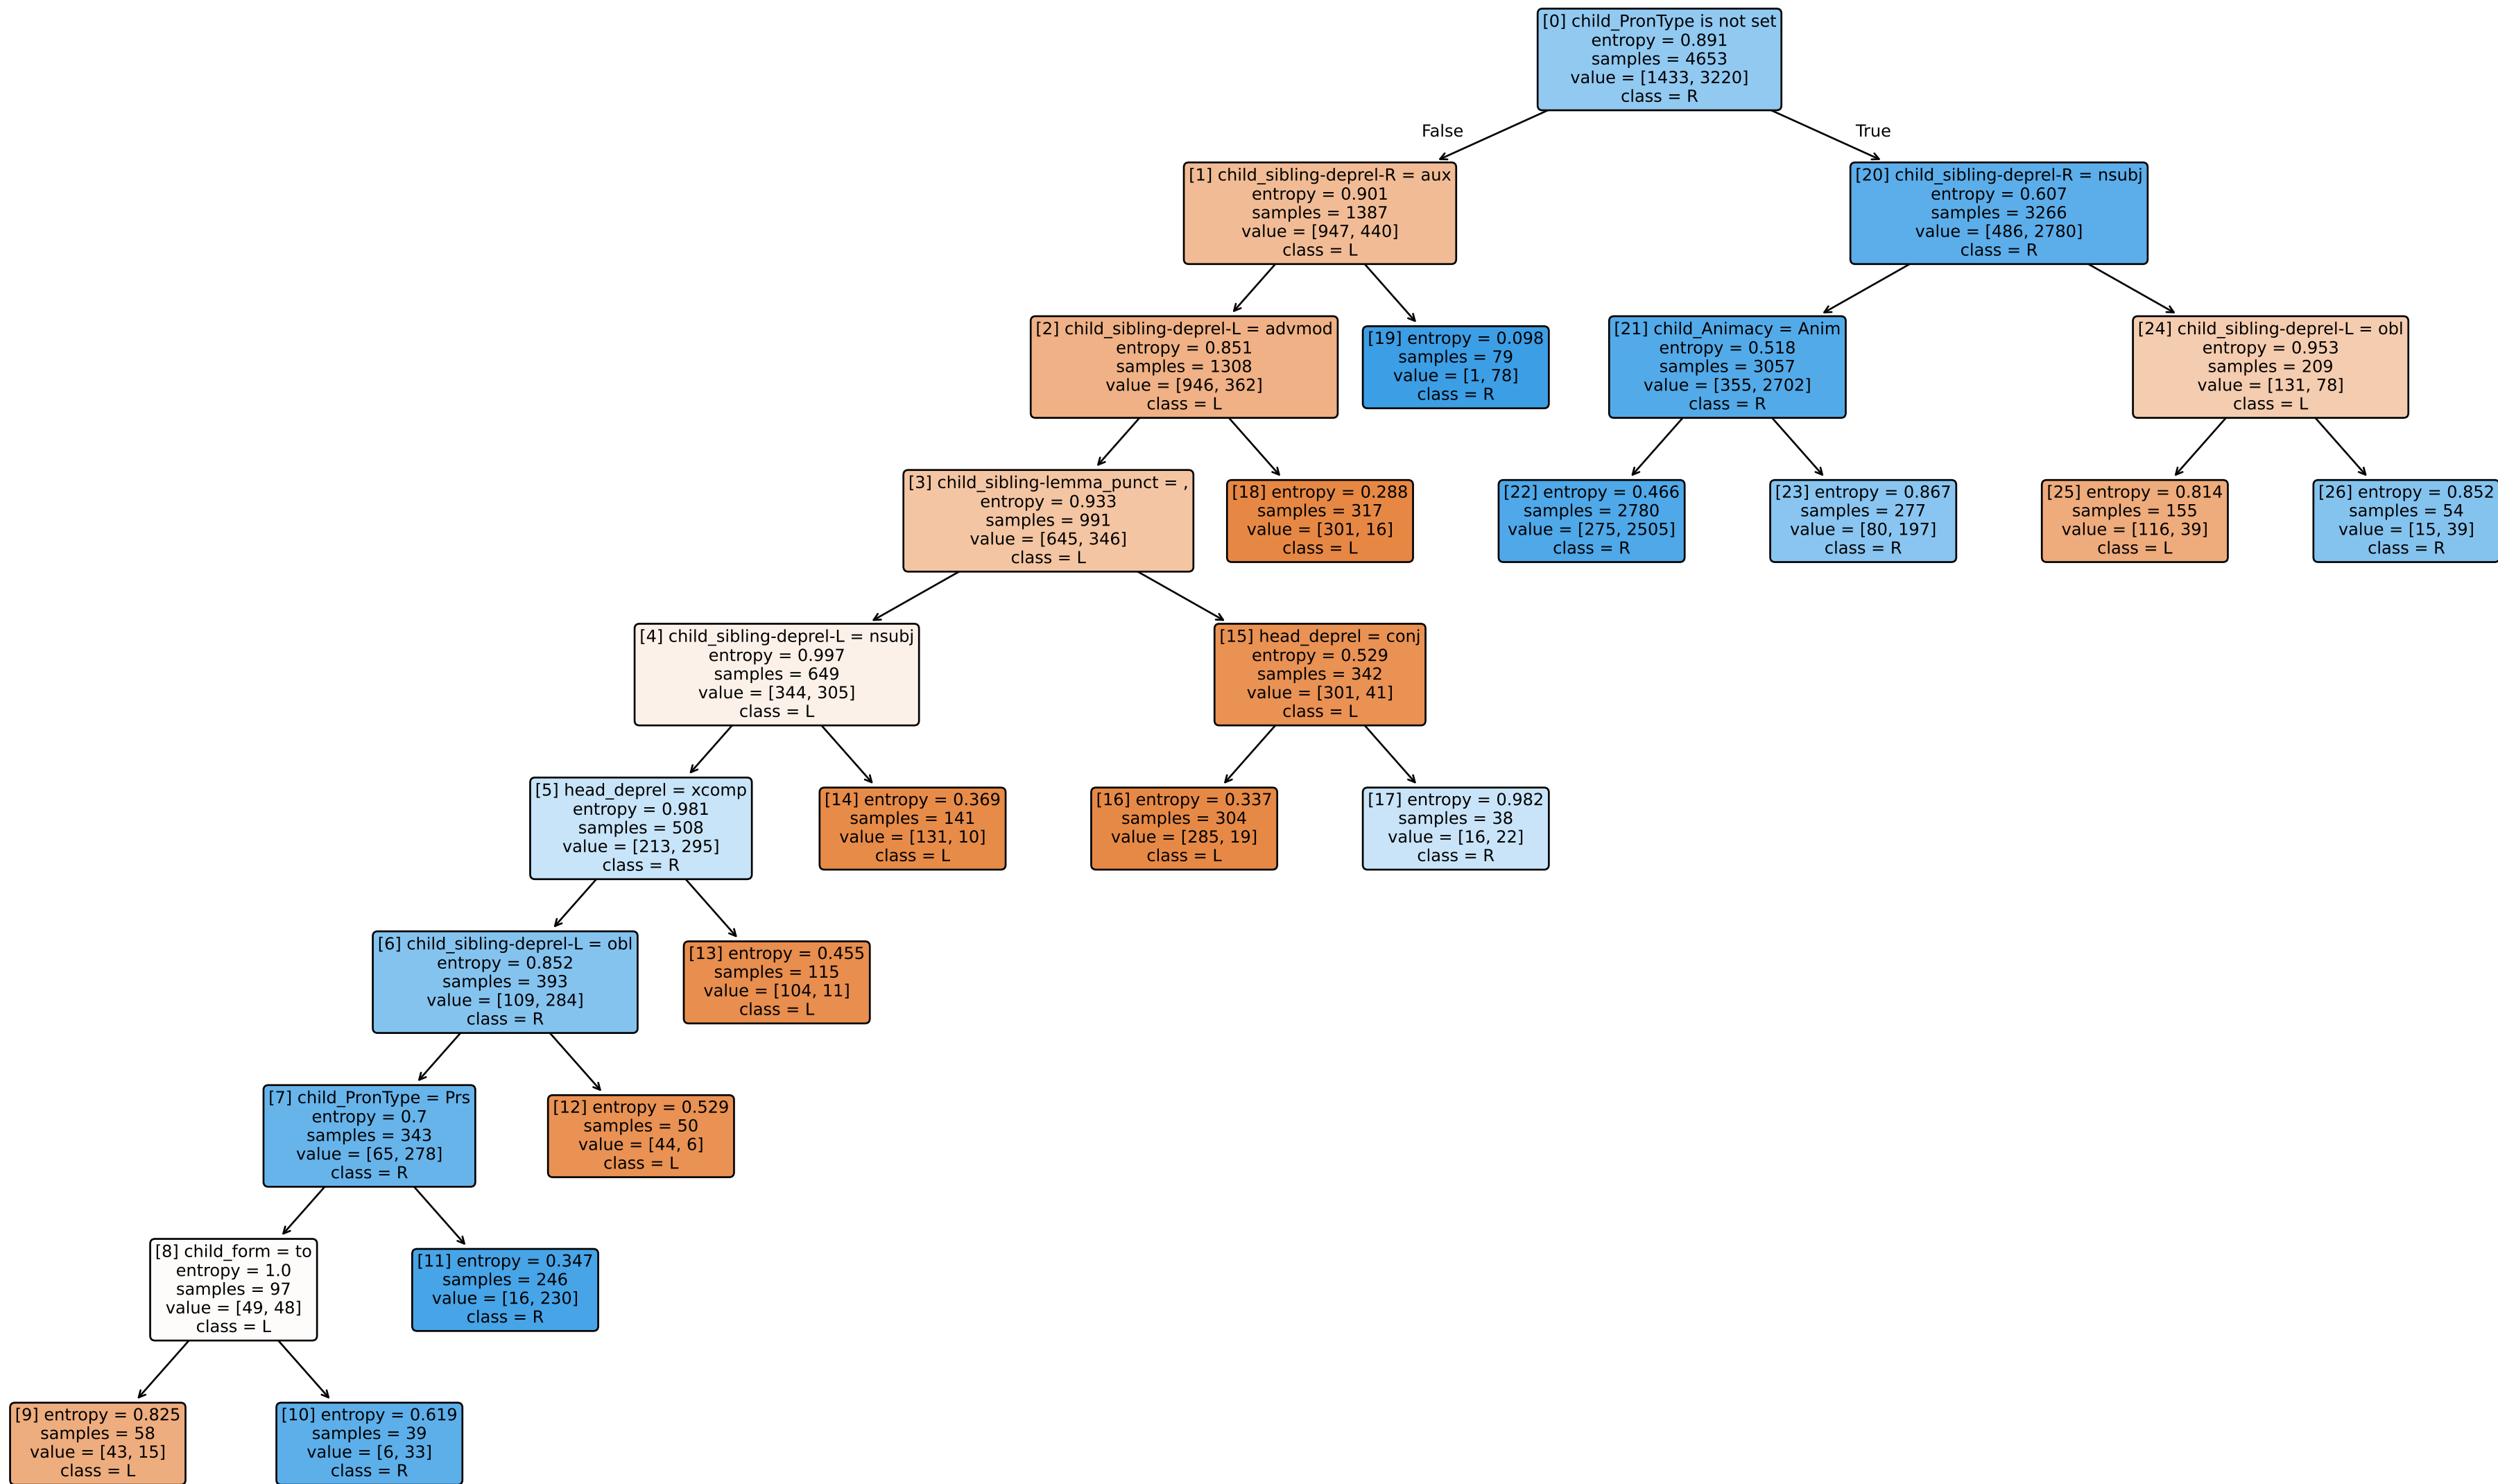 [0] child_PronType is not set
entropy = 0.891
samples = 4653
value = [1433, 3220]
class = R
False
True
[1] child_sibling-deprel-R = aux
entropy = 0.901
samples = 1387
value = [947, 440]
class = L
[20] child_sibling-deprel-R = nsubj
entropy = 0.607
samples = 3266
value = [486, 2780]
class = R
[2] child_sibling-deprel-L = advmod
entropy = 0.851
samples = 1308
value = [946, 362]
class = L
[19] entropy = 0.098
samples = 79
value = [1, 78]
class = R
[21] child_Animacy = Anim
entropy = 0.518
samples = 3057
value = [355, 2702]
class = R
[24] child_sibling-deprel-L = obl
entropy = 0.953
samples = 209
value = [131, 78]
class = L
[3] child_sibling-lemma_punct = ,
entropy = 0.933
samples = 991
value = [645, 346]
class = L
[18] entropy = 0.288
samples = 317
value = [301, 16]
class = L
[22] entropy = 0.466
samples = 2780
value = [275, 2505]
class = R
[23] entropy = 0.867
samples = 277
value = [80, 197]
class = R
[25] entropy = 0.814
samples = 155
value = [116, 39]
class = L
[26] entropy = 0.852
samples = 54
value = [15, 39]
class = R
[4] child_sibling-deprel-L = nsubj
entropy = 0.997
samples = 649
value = [344, 305]
class = L
[15] head_deprel = conj
entropy = 0.529
samples = 342
value = [301, 41]
class = L
[5] head_deprel = xcomp
entropy = 0.981
samples = 508
value = [213, 295]
class = R
[14] entropy = 0.369
samples = 141
value = [131, 10]
class = L
[16] entropy = 0.337
samples = 304
value = [285, 19]
class = L
[17] entropy = 0.982
samples = 38
value = [16, 22]
class = R
[6] child_sibling-deprel-L = obl
entropy = 0.852
samples = 393
value = [109, 284]
class = R
[13] entropy = 0.455
samples = 115
value = [104, 11]
class = L
[7] child_PronType = Prs
entropy = 0.7
samples = 343
value = [65, 278]
class = R
[12] entropy = 0.529
samples = 50
value = [44, 6]
class = L
[8] child_form = to
entropy = 1.0
samples = 97
value = [49, 48]
class = L
[11] entropy = 0.347
samples = 246
value = [16, 230]
class = R
[9] entropy = 0.825
samples = 58
value = [43, 15]
class = L
[10] entropy = 0.619
samples = 39
value = [6, 33]
class = R